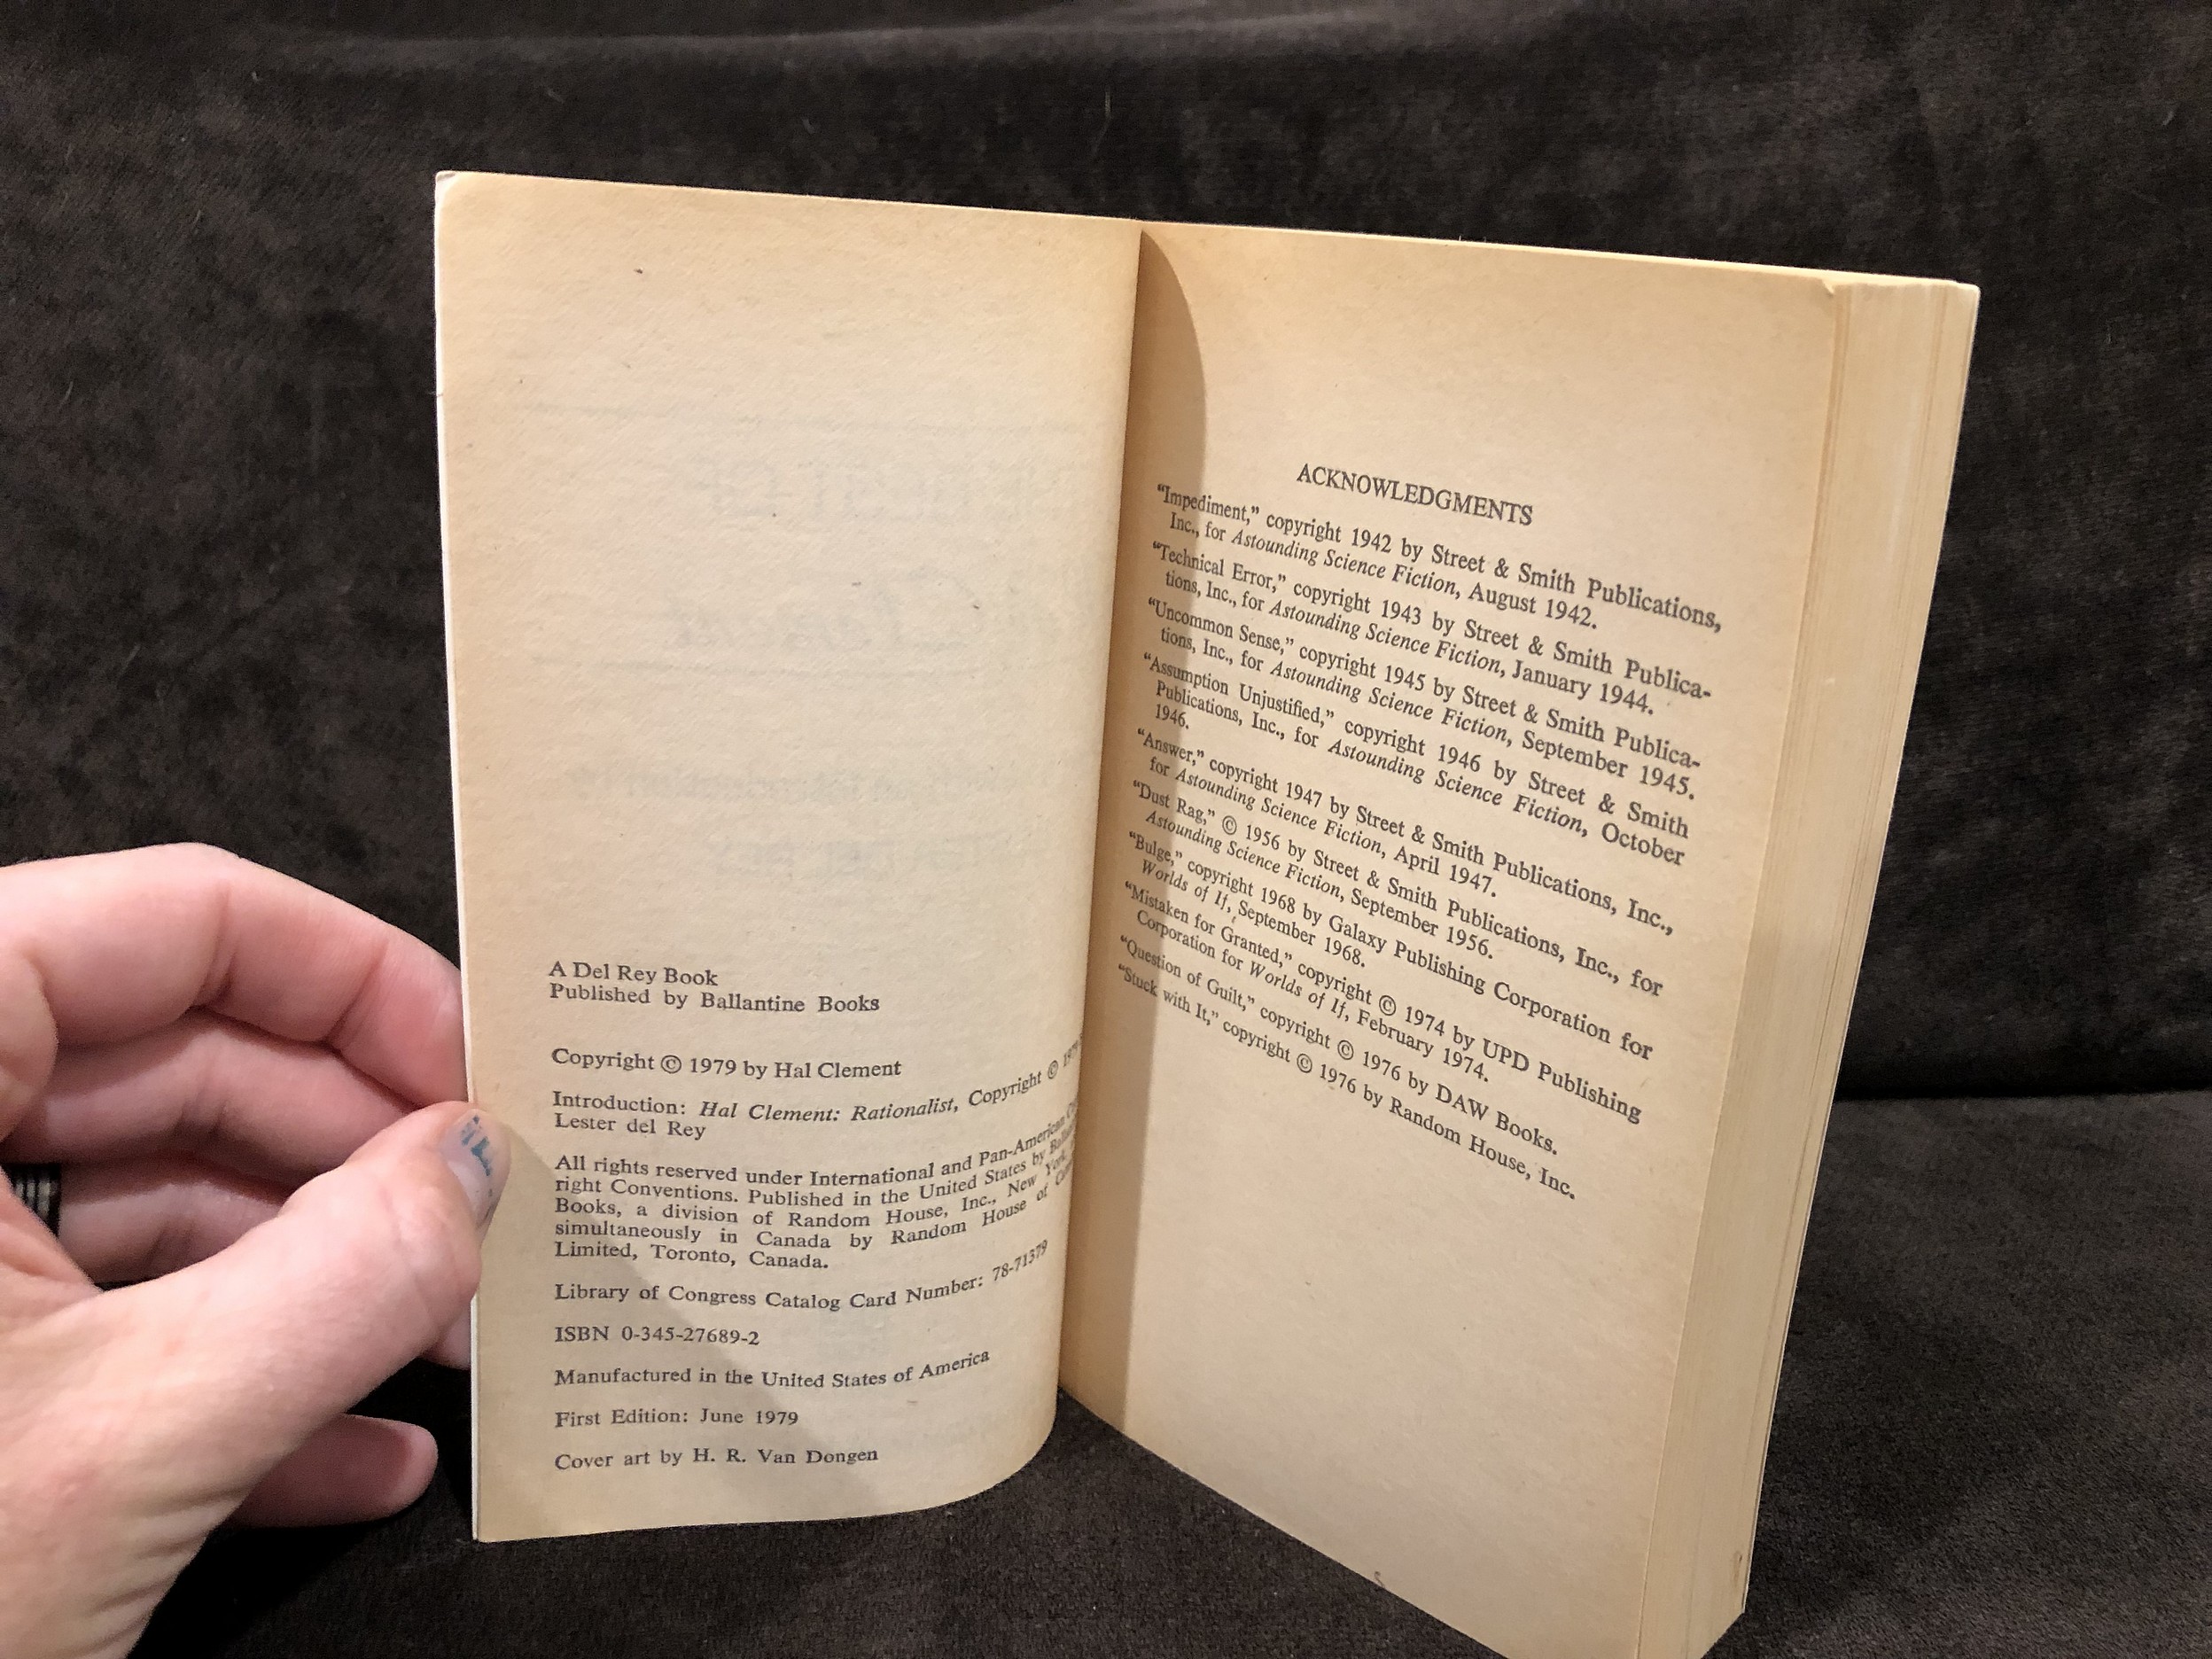 A Del Rey Book
Published by Ballantine Books
Copyright © 1979 by Hal Clement
Introduction: Hal Clement: Rationalist, Copyright ©
Lester del Rey
All rights reserved under International and Pan-American
right Conventions. Published in the United States by
Books, a division of Random House, Inc., New York,
simultaneously in Canada by Random House of
Limited, Toronto, Canada.
Library of Congress Catalog Card Number: 78-71379
ISBN 0-345-27689-2
Manufactured in the United States of America
First Edition: June 1979
Cover art by H. R. Van Dongen
ACKNOWLEDGMENTS
“Impediment,” copyright 1942 by Street & Smith Publications,
Inc., for Astounding Science Fiction, August 1942.
“Technical Error,” copyright 1943 by Street & Smith Publica-
tions, Inc., for Astounding Science Fiction, January 1944.
“Uncommon Sense,” copyright 1945 by Street & Smith Publica-
tions, Inc., for Astounding Science Fiction, September 1945.
“Assumption Unjustified,” copyright 1946 by Street & Smith
Publications, Inc., for Astounding Science Fiction, October
1946.
“Answer,” copyright 1947 by Street & Smith Publications, Inc.,
for Astounding Science Fiction, April 1947.
“Dust Rag,” © 1956 by Street & Smith Publications, Inc., for
Astounding Science Fiction, September 1956.
“Bulge,” copyright 1968 by Galaxy Publishing Corporation for
Worlds of If, September 1968.
“Mistaken for Granted,” copyright © 1974 by UPD Publishing
Corporation for Worlds of If, February 1974.
“Question of Guilt,” copyright © 1976 by DAW Books.
“Stuck with It,” copyright © 1976 by Random House, Inc.